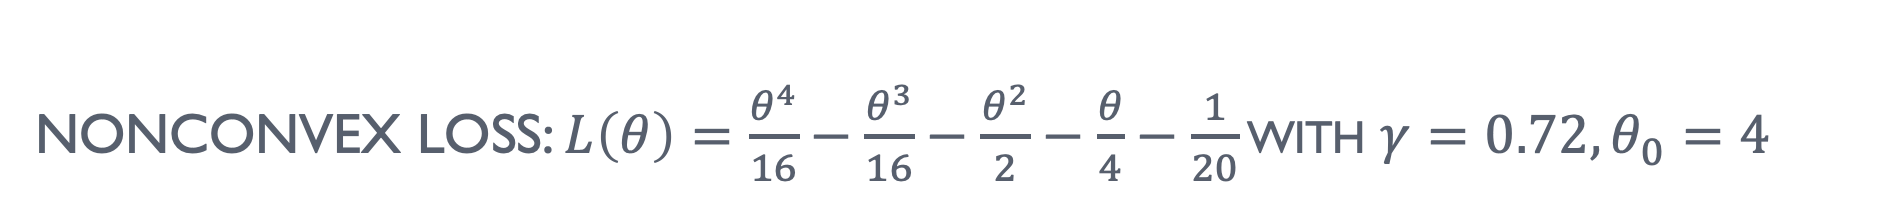 NONCONVEX LOSS: L(θ) = θ⁴/16 − θ³/16 − θ²/2 − θ/4 − 1/20 WITH γ = 0.72, θ₀ = 4